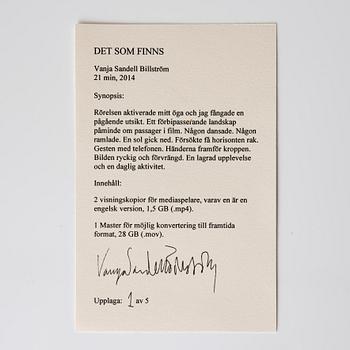 DET SOM FINNS
Vanja Sandell Billström
21 min, 2014
Synopsis:
Rörelsen aktiverade mitt öga och jag fångade en
pågående utsikt. Ett förbipasserande landskap
påminde om passager i film. Någon dansade. Någon
ramlade. En sol gick ned. Försökte få horisonten rak.
Gesten med telefonen. Händerna framför kroppen.
Bilden ryckig och förvrängd. En lagrad upplevelse
och en daglig aktivitet.
Innehåll:
2 visningskopior för mediaspelare, varav en är en
engelsk version, 1,5 GB (.mp4).
1 Master för möjlig konvertering till framtida
format, 28 GB (.mov).
Vanja Sandell Billström
Upplaga: 1 av 5